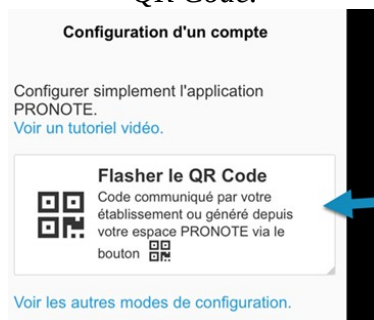 QR Code.
Configuration d'un compte
Configurer simplement l'application
PRONOTE.
Voir un tutoriel vidéo.
Flasher le QR Code
Code communiqué par votre
établissement ou généré depuis
votre espace PRONOTE via le
bouton
Voir les autres modes de configuration.